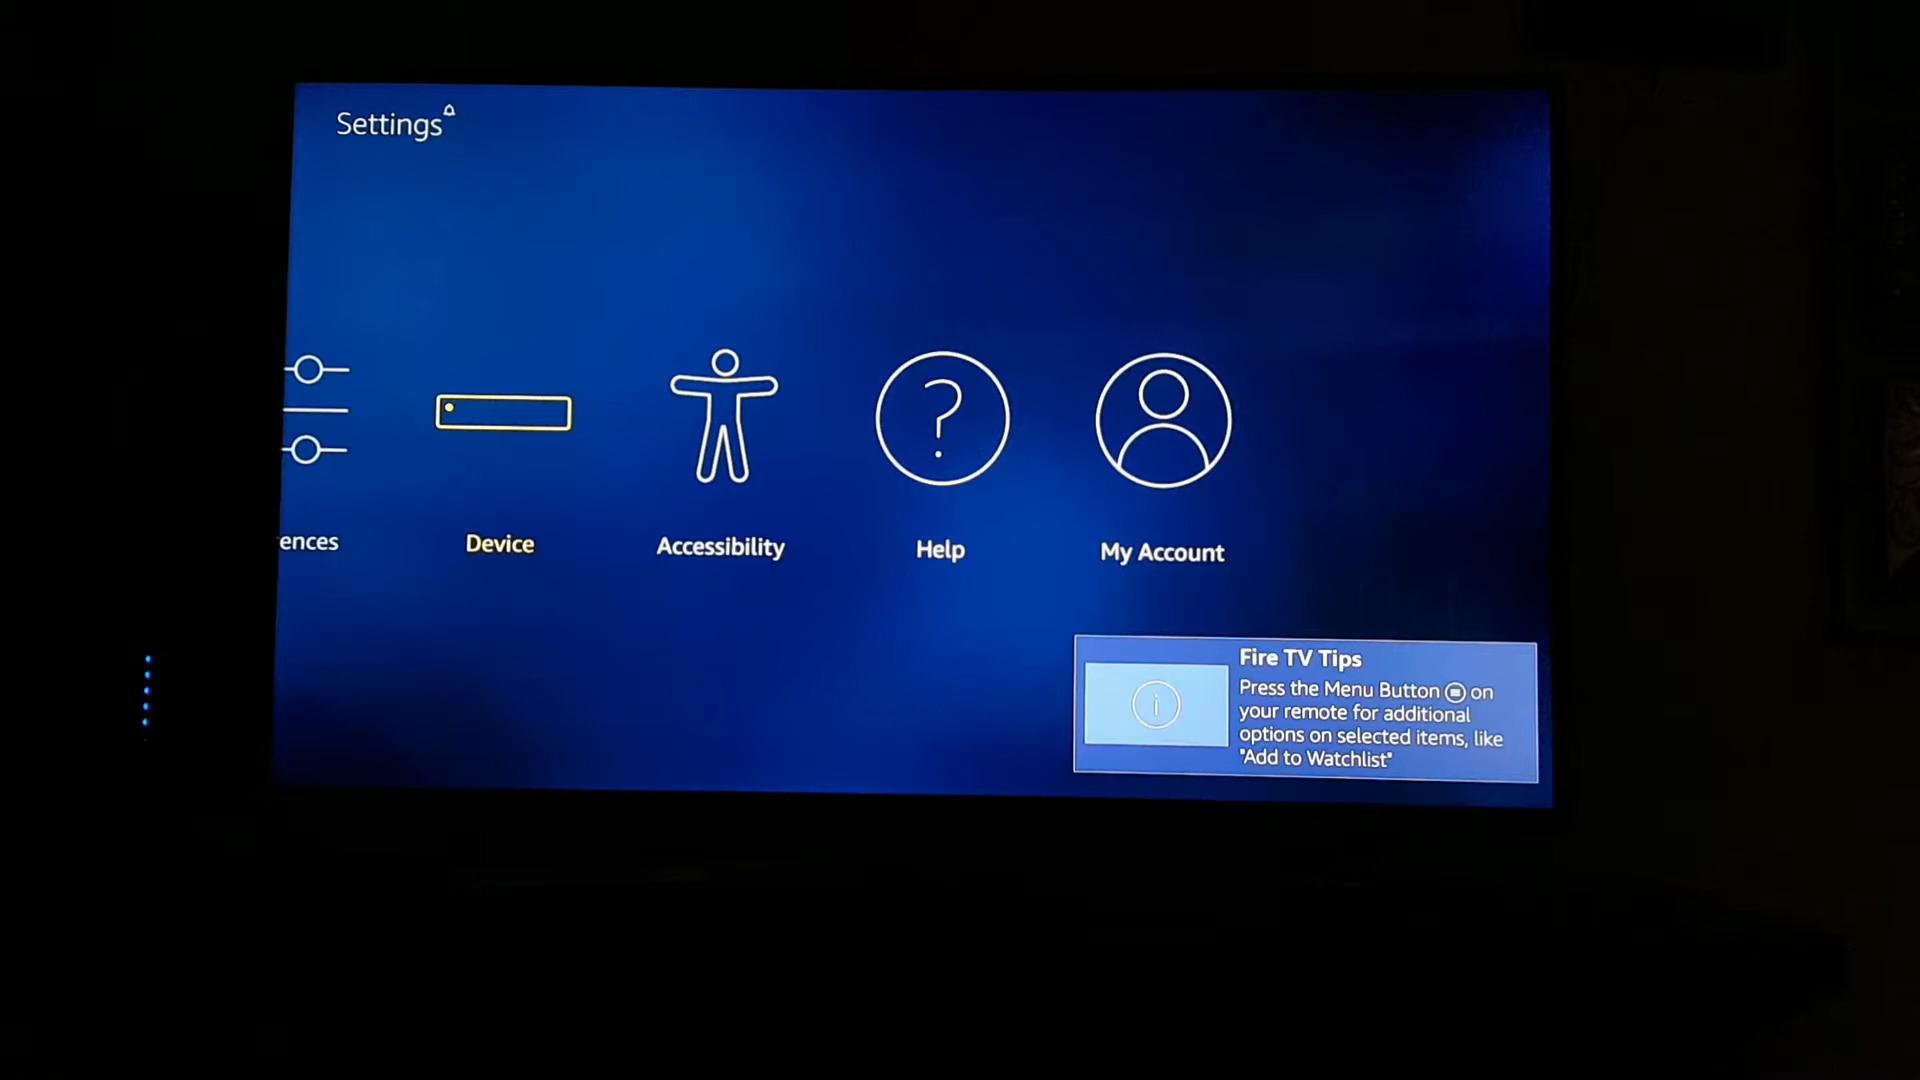 Settings
ences
Device
Accessibility
Help
My Account
Fire TV Tips
Press the Menu Button on
your remote for additional
options on selected items, like
"Add to Watchlist"